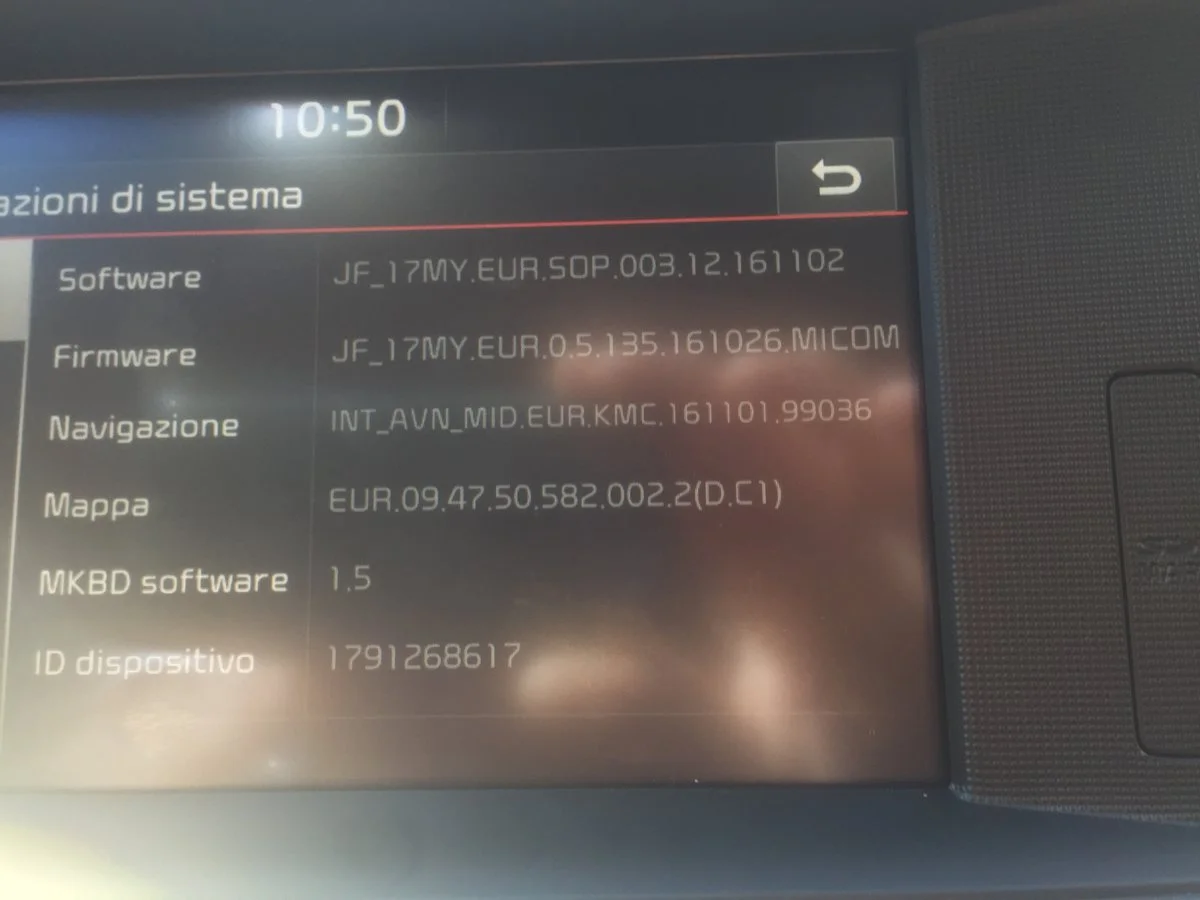 10:50
azioni di sistema
Software JF_17MY.EUR.SOP.003.12.161102
Firmware JF_17MY.EUR.0.5.135.161026.MICOM
Navigazione INT_AVN_MID.EUR.KMC.161101.99036
Mappa EUR.09.47.50.582.002.2(D.C1)
MKBD software 1.5
ID dispositivo 1791268617